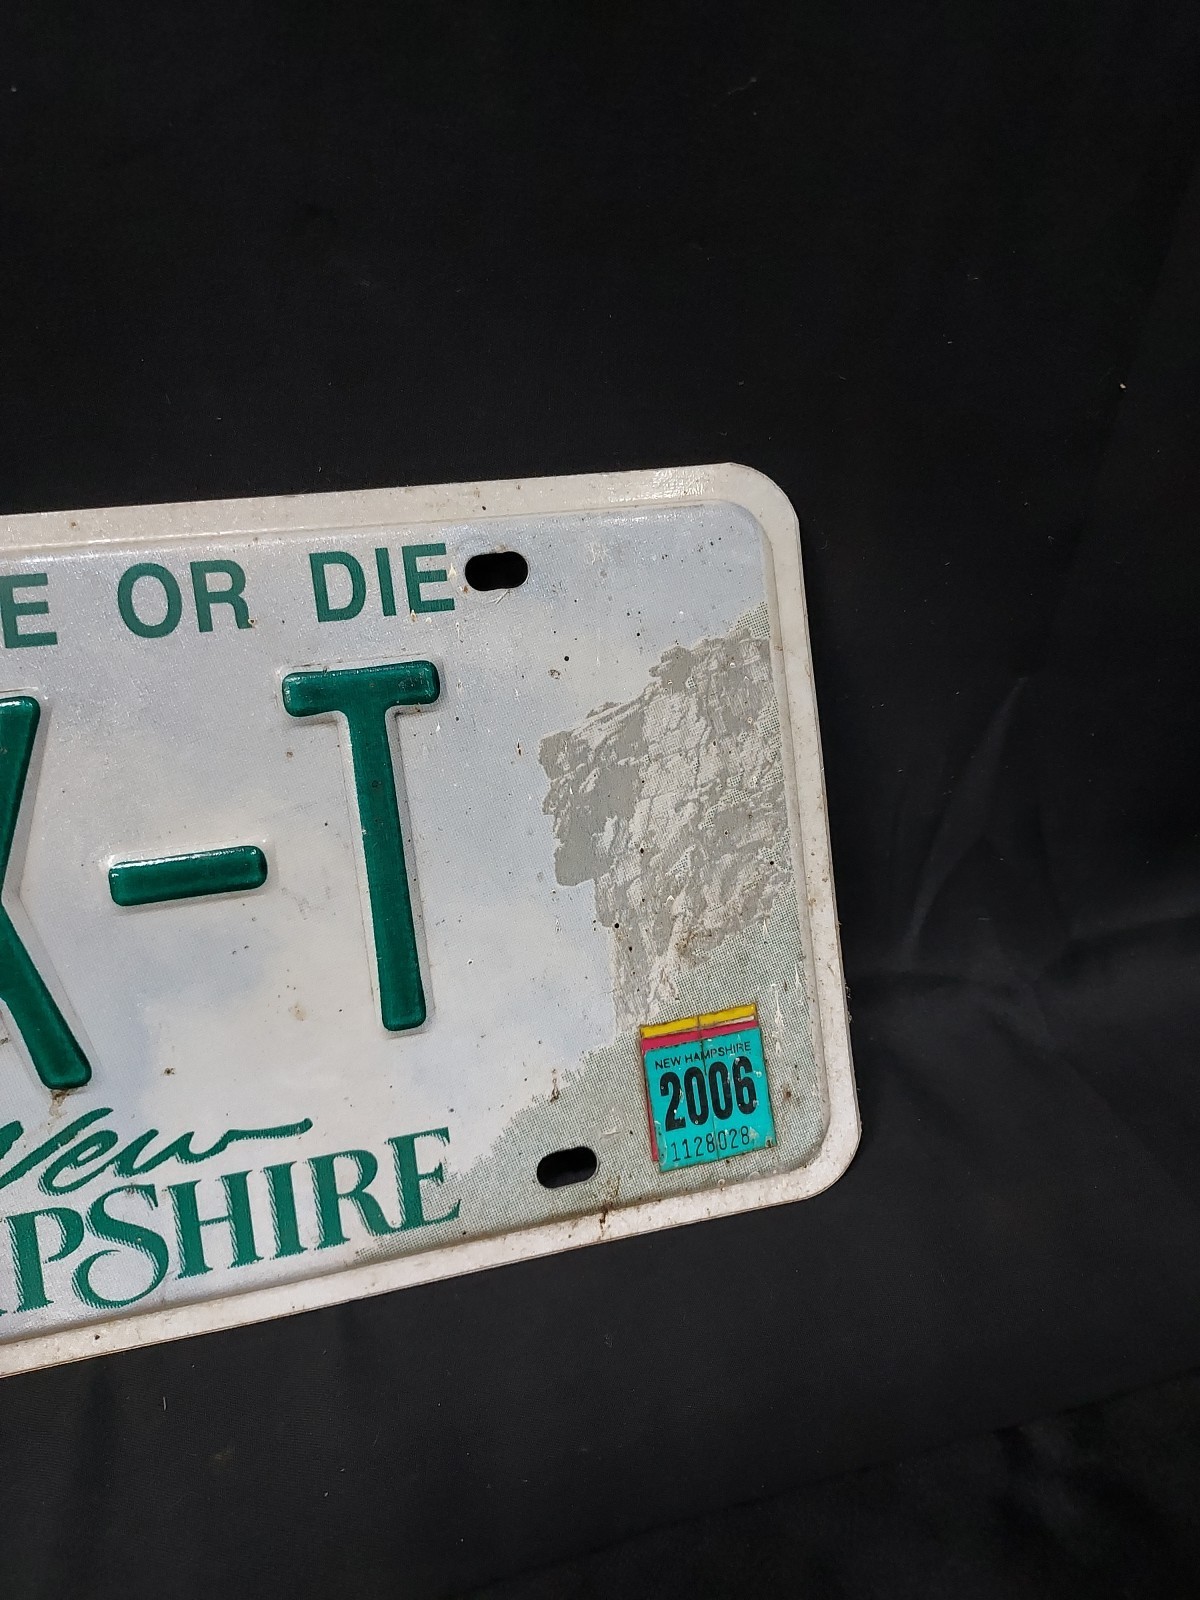 E OR DIE
K-T
New
PSHIRE
NEW HAMPSHIRE
2006
1128028